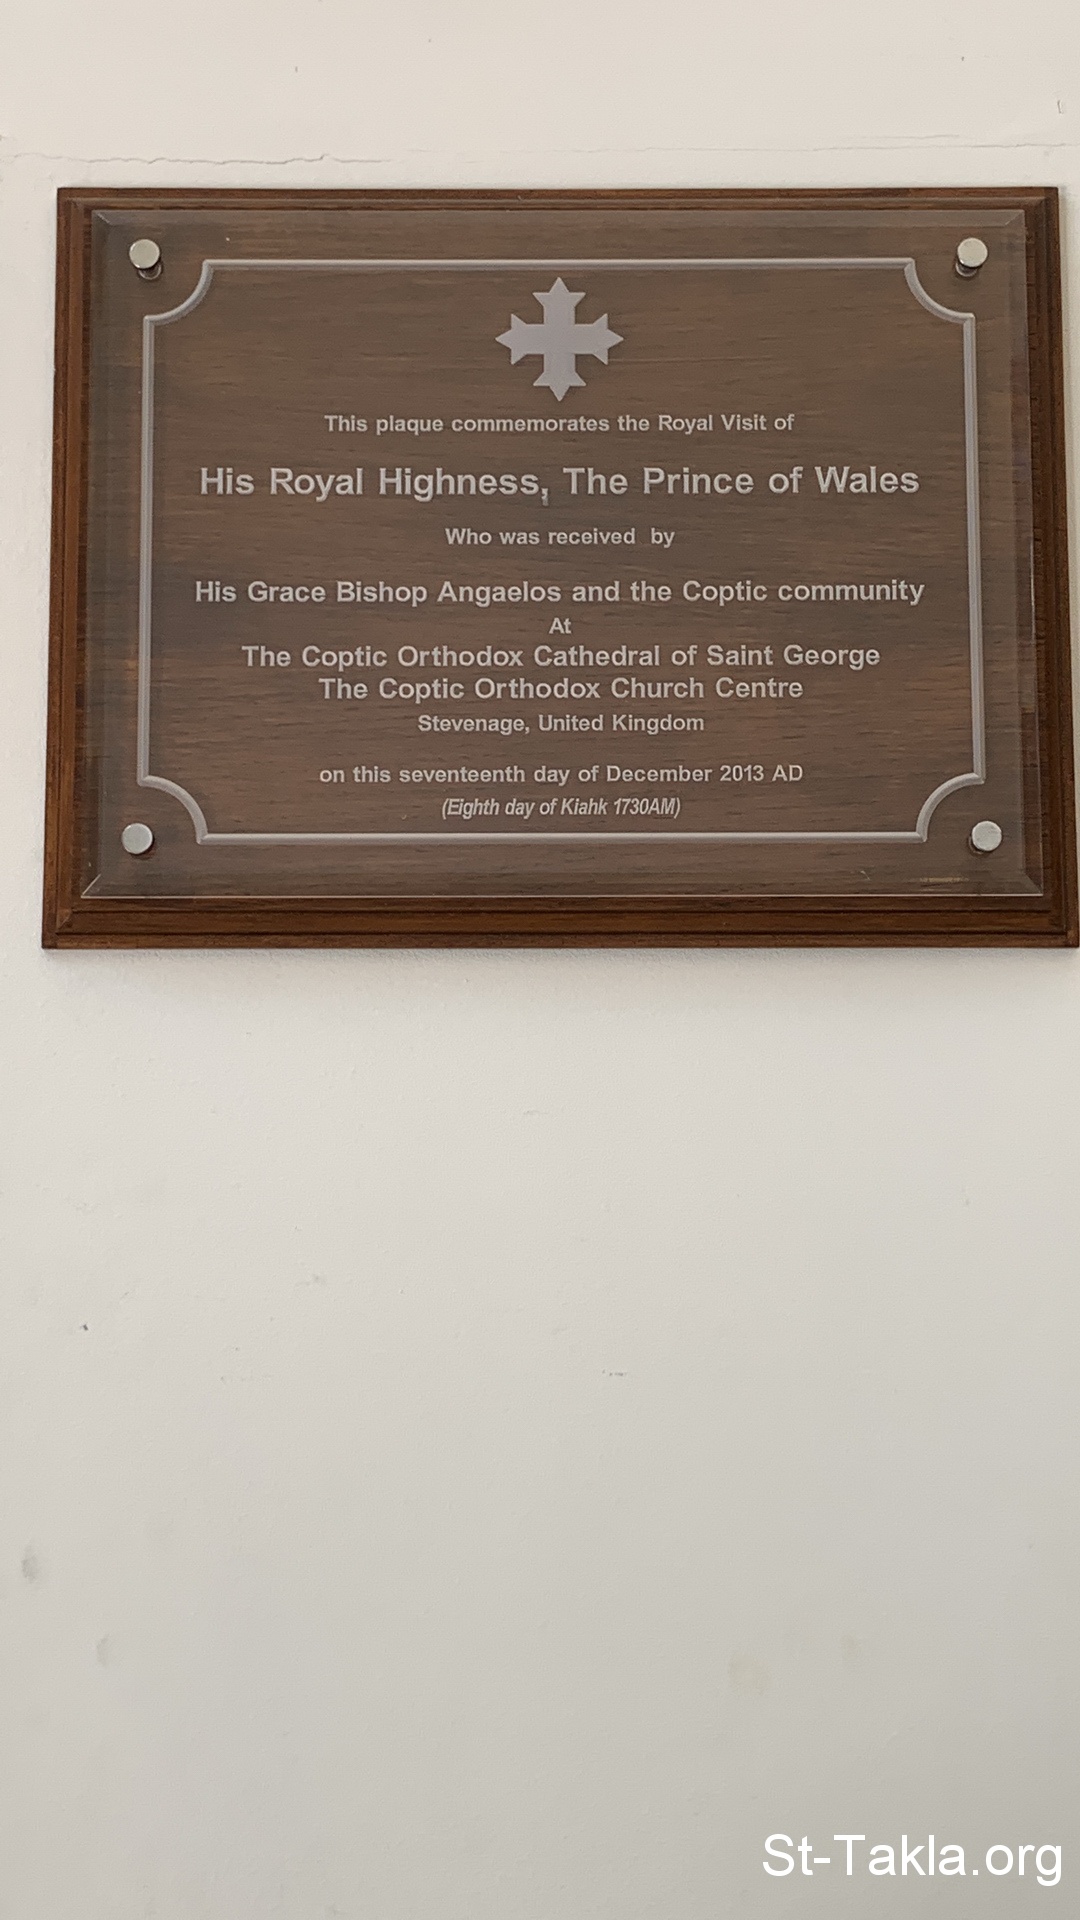 This plaque commemorates the Royal Visit of
His Royal Highness, The Prince of Wales
Who was received by
His Grace Bishop Angaelos and the Coptic community
At
The Coptic Orthodox Cathedral of Saint George
The Coptic Orthodox Church Centre
Stevenage, United Kingdom
on this seventeenth day of December 2013 AD
(Eighth day of Kiahk 1730AM)
St-Takla.org